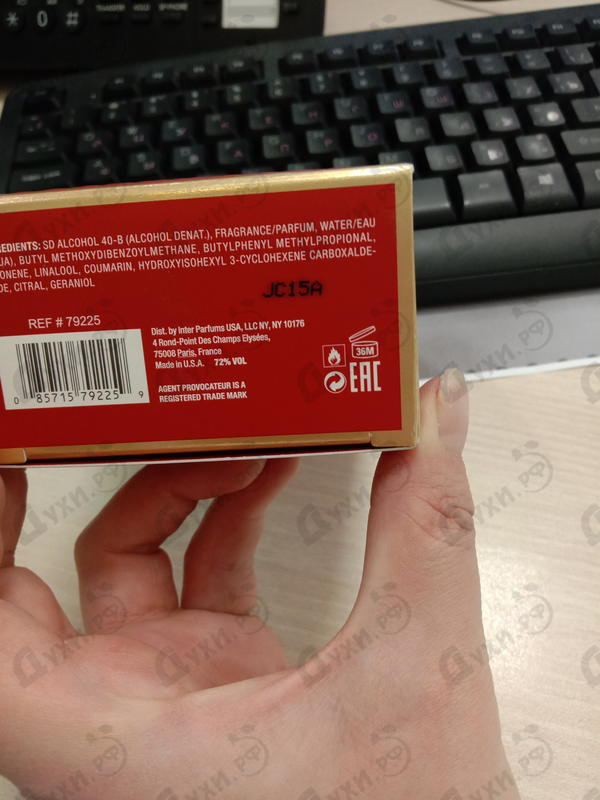 REDIENTS: SD ALCOHOL 40-B (ALCOHOL DENAT.), FRAGRANCE/PARFUM, WATER/EAU
UA), BUTYL METHOXYDIBENZOYLMETHANE, BUTYLPHENYL METHYLPROPIONAL,
ONENE, LINALOOL, COUMARIN, HYDROXYISOHEXYL 3-CYCLOHEXENE CARBOXALDE-
DE, CITRAL, GERANIOL
JC15A
REF # 79225
0 85715 79225 9
Dist. by Inter Parfums USA, LLC NY, NY 10176
4 Rond-Point Des Champs Elysées,
75008 Paris, France
Made in U.S.A. 72% VOL
AGENT PROVOCATEUR IS A
REGISTERED TRADE MARK
36M
EAC
Духи.РФ